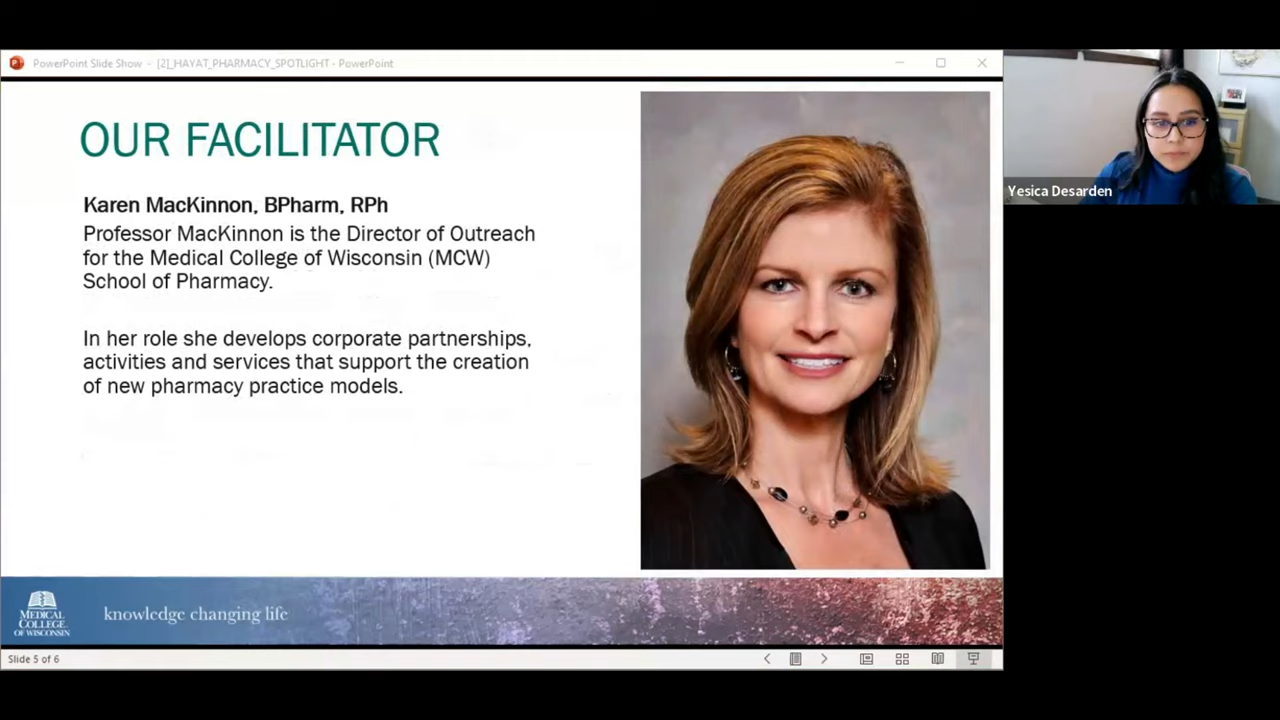 PowerPoint Slide Show - [2]_HAYAT_PHARMACY_SPOTLIGHT - PowerPoint
OUR FACILITATOR
Karen MacKinnon, BPharm, RPh
Professor MacKinnon is the Director of Outreach
for the Medical College of Wisconsin (MCW)
School of Pharmacy.
In her role she develops corporate partnerships,
activities and services that support the creation
of new pharmacy practice models.
Yesica Desarden
MEDICAL
COLLEGE
OF WISCONSIN
knowledge changing life
Slide 5 of 6